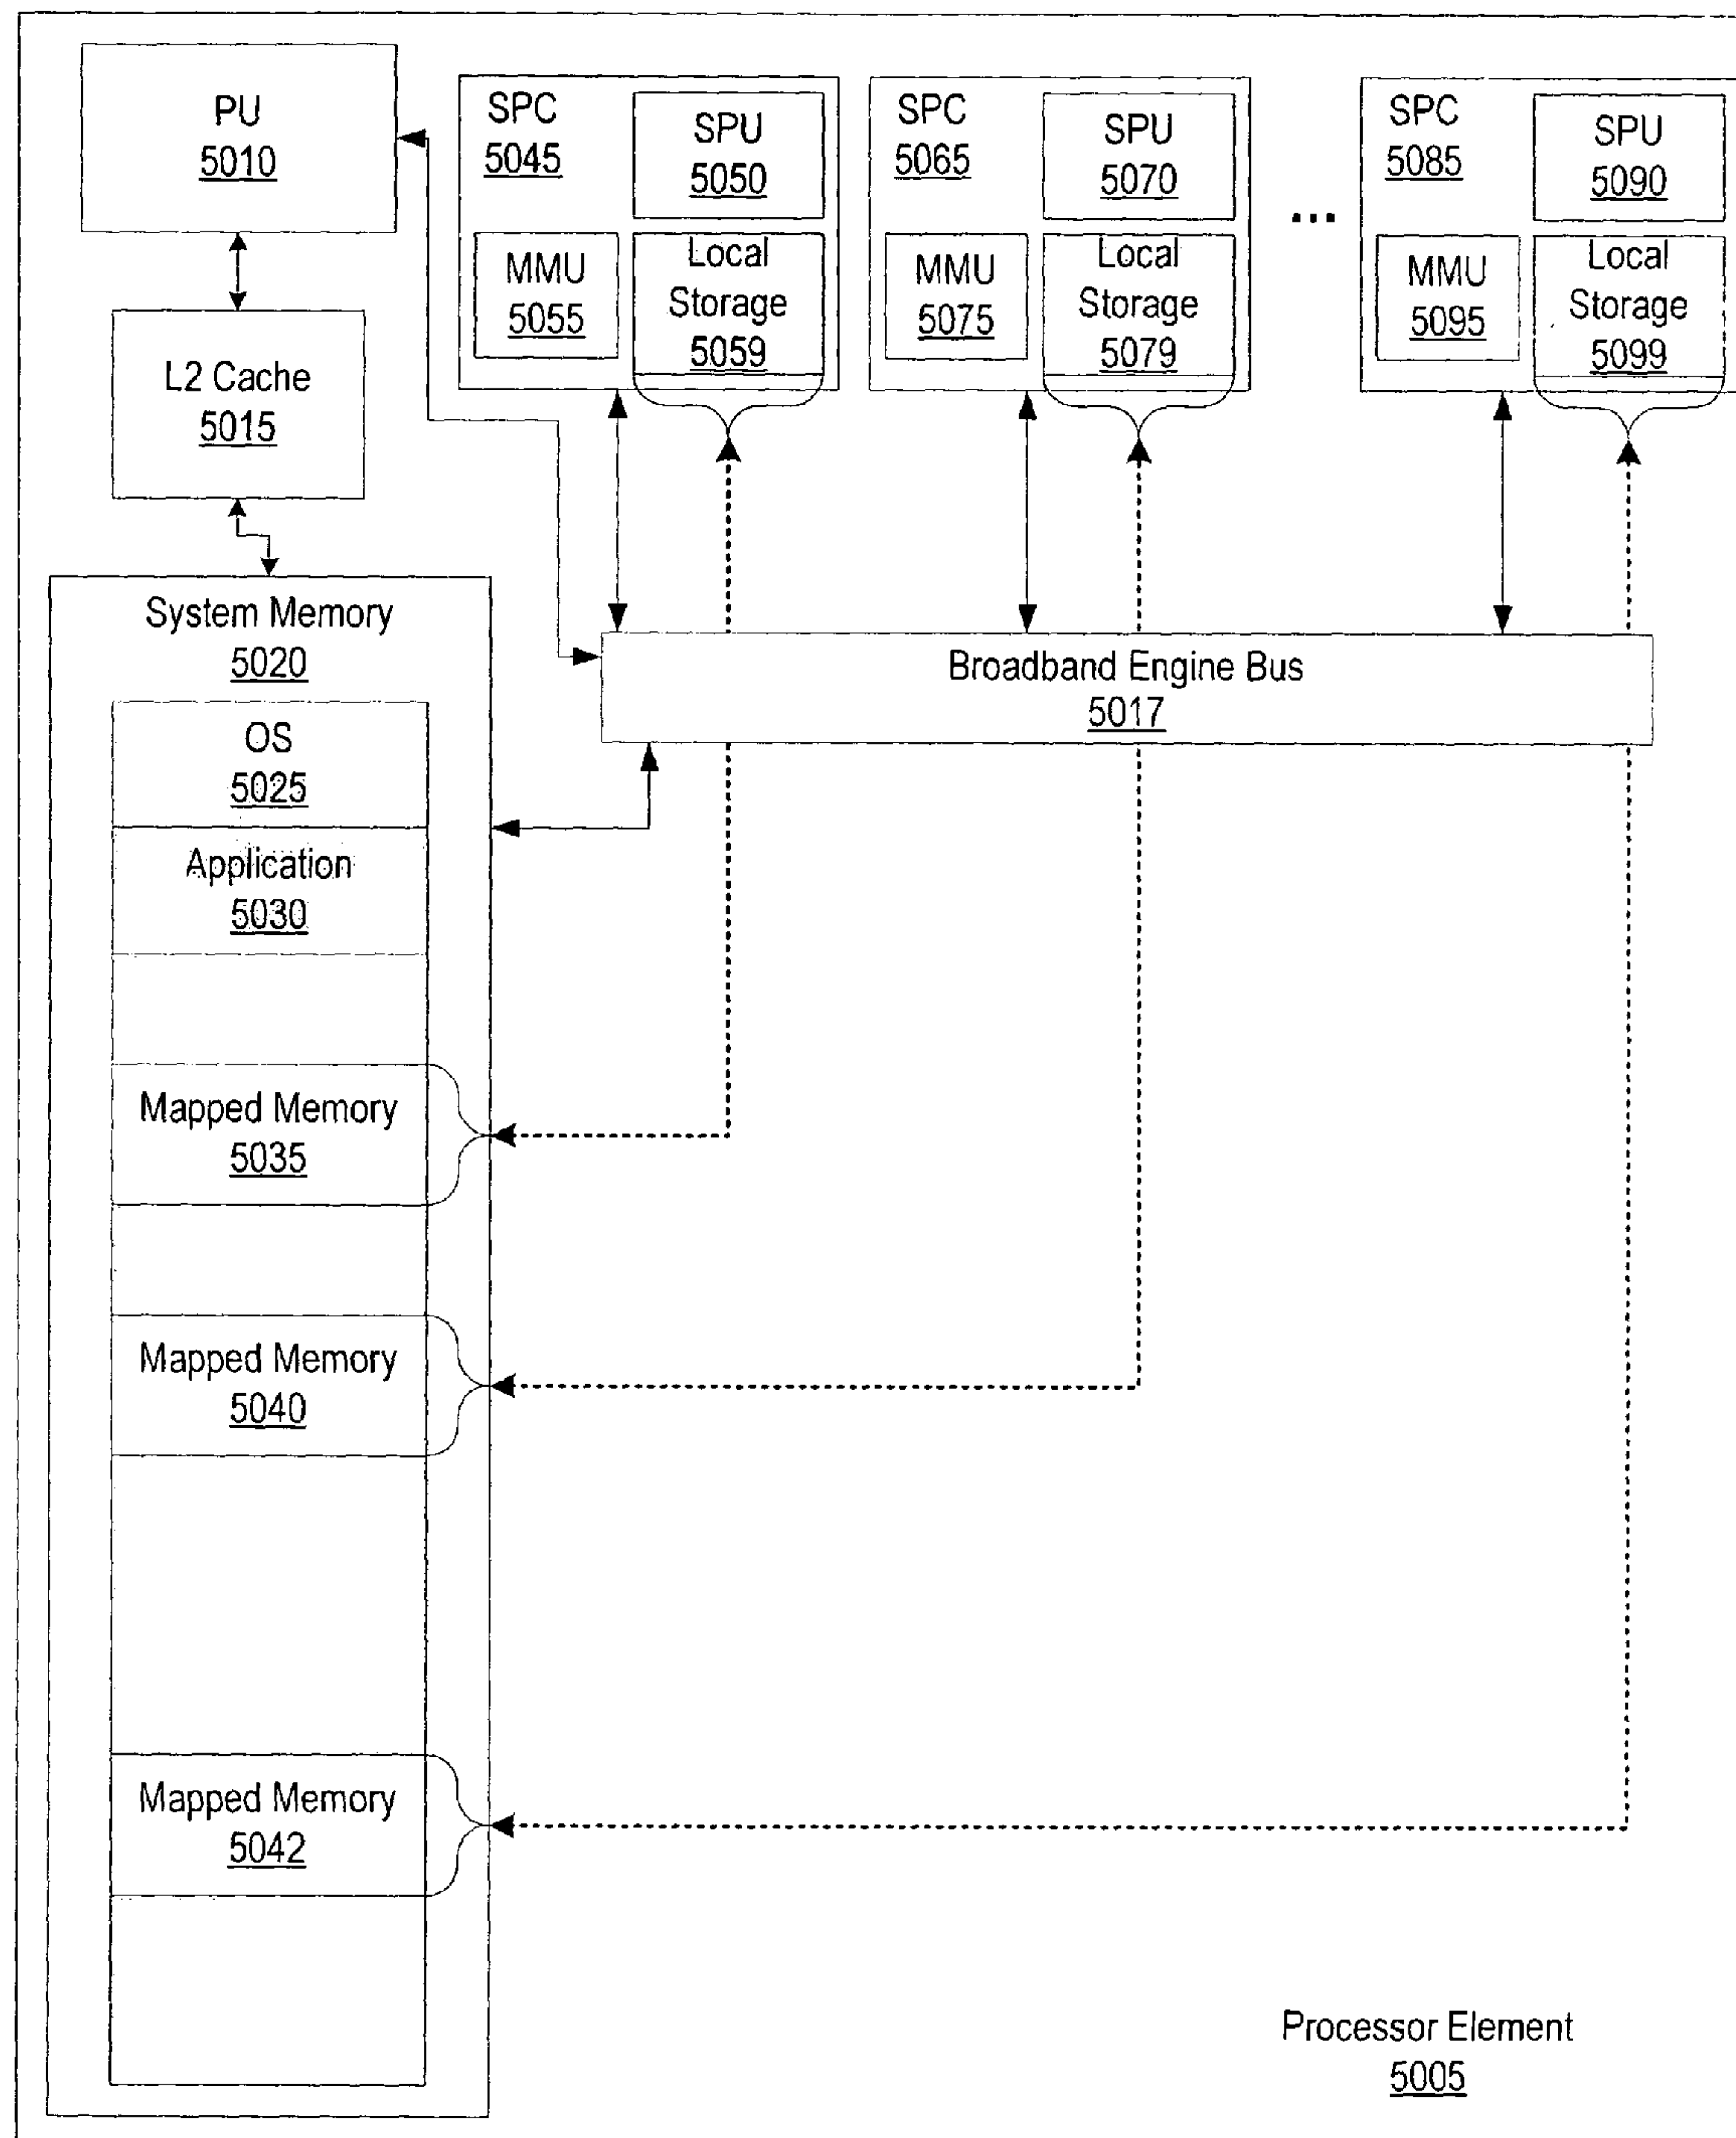 PU
5010
SPC
5045
SPU
5050
MMU
5055
Local
Storage
5059
SPC
5065
SPU
5070
MMU
5075
Local
Storage
5079
...
SPC
5085
SPU
5090
MMU
5095
Local
Storage
5099
L2 Cache
5015
Broadband Engine Bus
5017
System Memory
5020
OS
5025
Application
5030
Mapped Memory
5035
Mapped Memory
5040
Mapped Memory
5042
Processor Element
5005